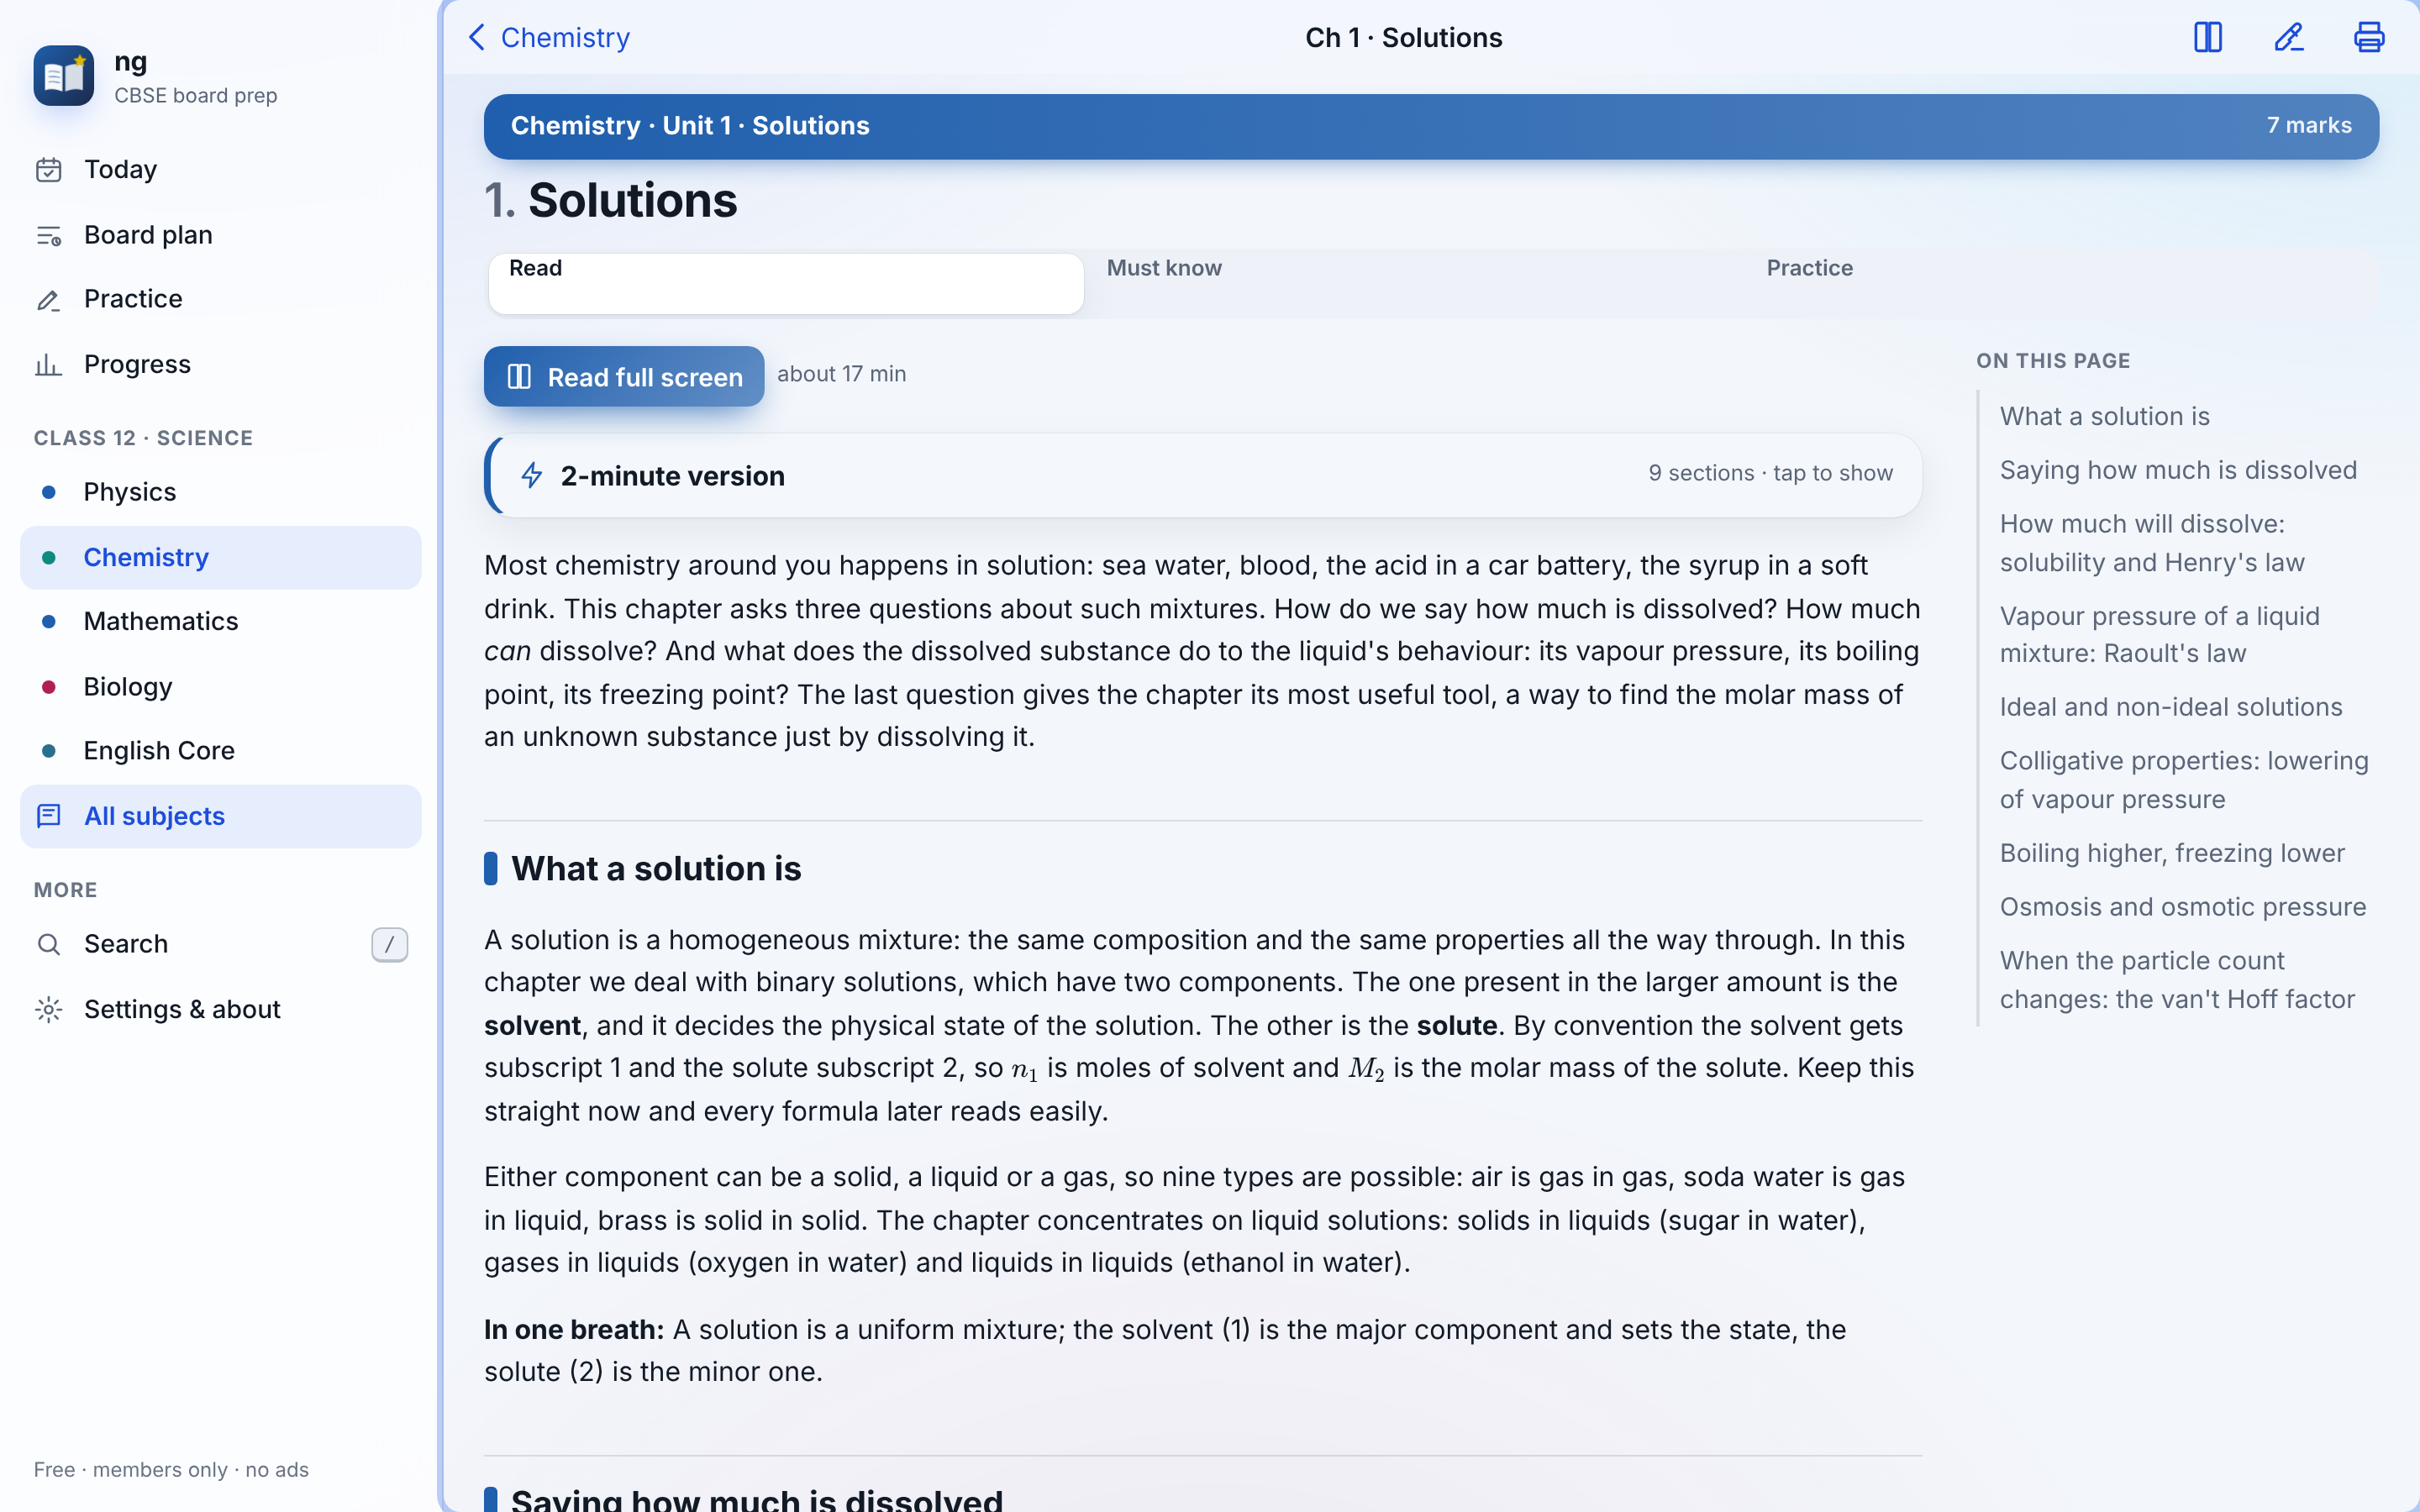 ng
CBSE board prep
Today
Board plan
Practice
Progress
CLASS 12 · SCIENCE
Physics
Chemistry
Mathematics
Biology
English Core
All subjects
MORE
Search
/
Settings & about
Free · members only · no ads
Chemistry
Ch 1 · Solutions
Chemistry · Unit 1 · Solutions
7 marks
1. Solutions
Read
Must know
Practice
Read full screen
about 17 min
2-minute version
9 sections · tap to show
Most chemistry around you happens in solution: sea water, blood, the acid in a car battery, the syrup in a soft
drink. This chapter asks three questions about such mixtures. How do we say how much is dissolved? How much
can dissolve? And what does the dissolved substance do to the liquid's behaviour: its vapour pressure, its boiling
point, its freezing point? The last question gives the chapter its most useful tool, a way to find the molar mass of
an unknown substance just by dissolving it.
What a solution is
A solution is a homogeneous mixture: the same composition and the same properties all the way through. In this
chapter we deal with binary solutions, which have two components. The one present in the larger amount is the
solvent, and it decides the physical state of the solution. The other is the solute. By convention the solvent gets
subscript 1 and the solute subscript 2, so n₁ is moles of solvent and M₂ is the molar mass of the solute. Keep this
straight now and every formula later reads easily.
Either component can be a solid, a liquid or a gas, so nine types are possible: air is gas in gas, soda water is gas
in liquid, brass is solid in solid. The chapter concentrates on liquid solutions: solids in liquids (sugar in water),
gases in liquids (oxygen in water) and liquids in liquids (ethanol in water).
In one breath: A solution is a uniform mixture; the solvent (1) is the major component and sets the state, the
solute (2) is the minor one.
Saying how much is dissolved
ON THIS PAGE
What a solution is
Saying how much is dissolved
How much will dissolve:
solubility and Henry's law
Vapour pressure of a liquid
mixture: Raoult's law
Ideal and non-ideal solutions
Colligative properties: lowering
of vapour pressure
Boiling higher, freezing lower
Osmosis and osmotic pressure
When the particle count
changes: the van't Hoff factor